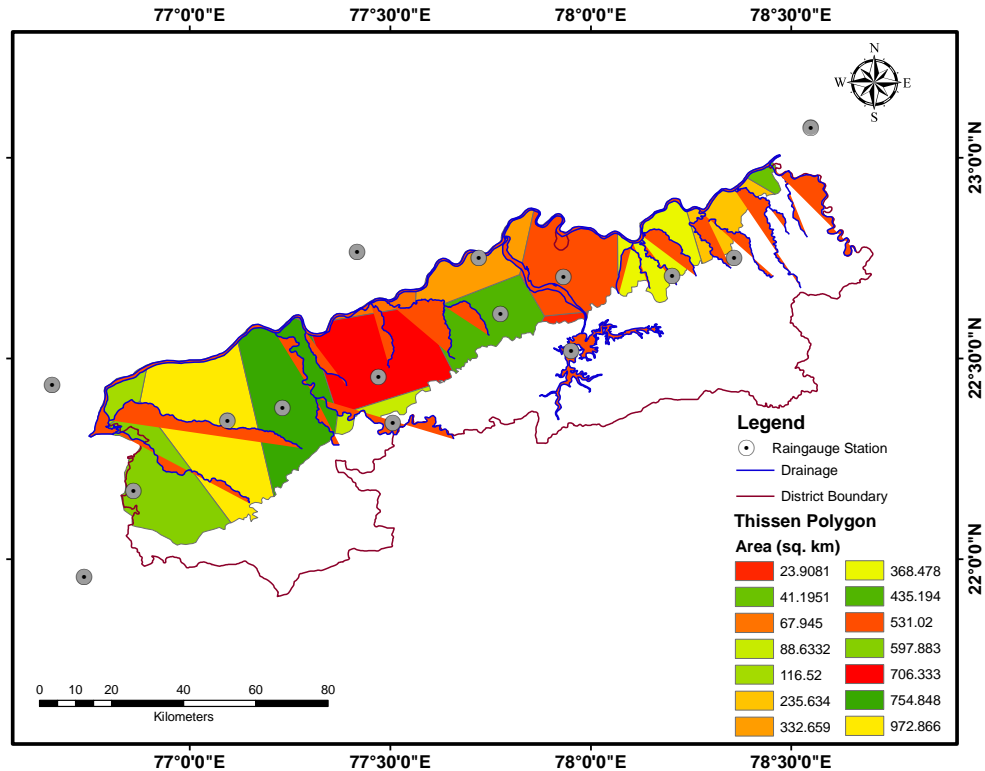 77°0'0"E 77°30'0"E 78°0'0"E 78°30'0"E
N
W E
S
23°0'0"N
22°30'0"N
22°0'0"N
Legend
Raingauge Station
Drainage
District Boundary
Thissen Polygon
Area (sq. km)
23.9081 368.478
41.1951 435.194
67.945 531.02
88.6332 597.883
116.52 706.333
235.634 754.848
332.659 972.866
0 10 20 40 60 80
Kilometers
77°0'0"E 77°30'0"E 78°0'0"E 78°30'0"E